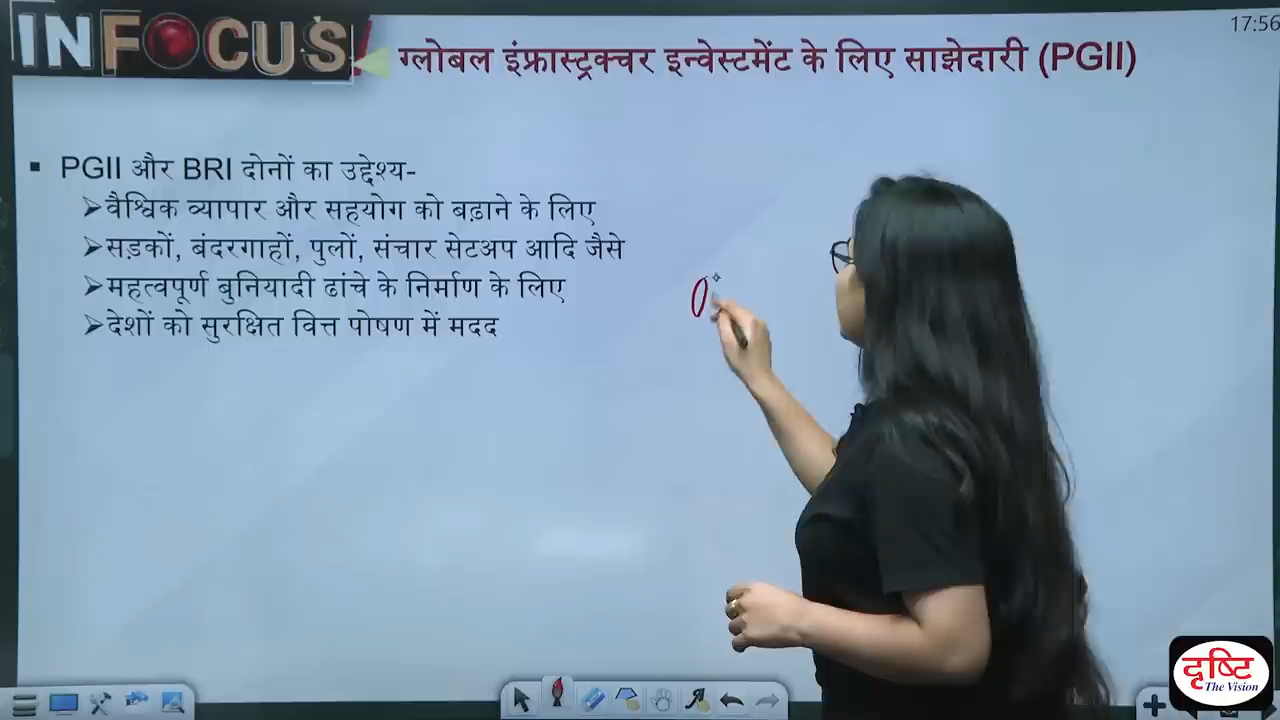 INFOCUS!
17:56
ग्लोबल इंफ्रास्ट्रक्चर इन्वेस्टमेंट के लिए साझेदारी (PGII)
▪ PGII और BRI दोनों का उद्देश्य-
➢वैश्विक व्यापार और सहयोग को बढ़ाने के लिए
➢सड़कों, बंदरगाहों, पुलों, संचार सेटअप आदि जैसे
➢महत्वपूर्ण बुनियादी ढांचे के निर्माण के लिए
➢देशों को सुरक्षित वित्त पोषण में मदद
दृष्टि
The Vision